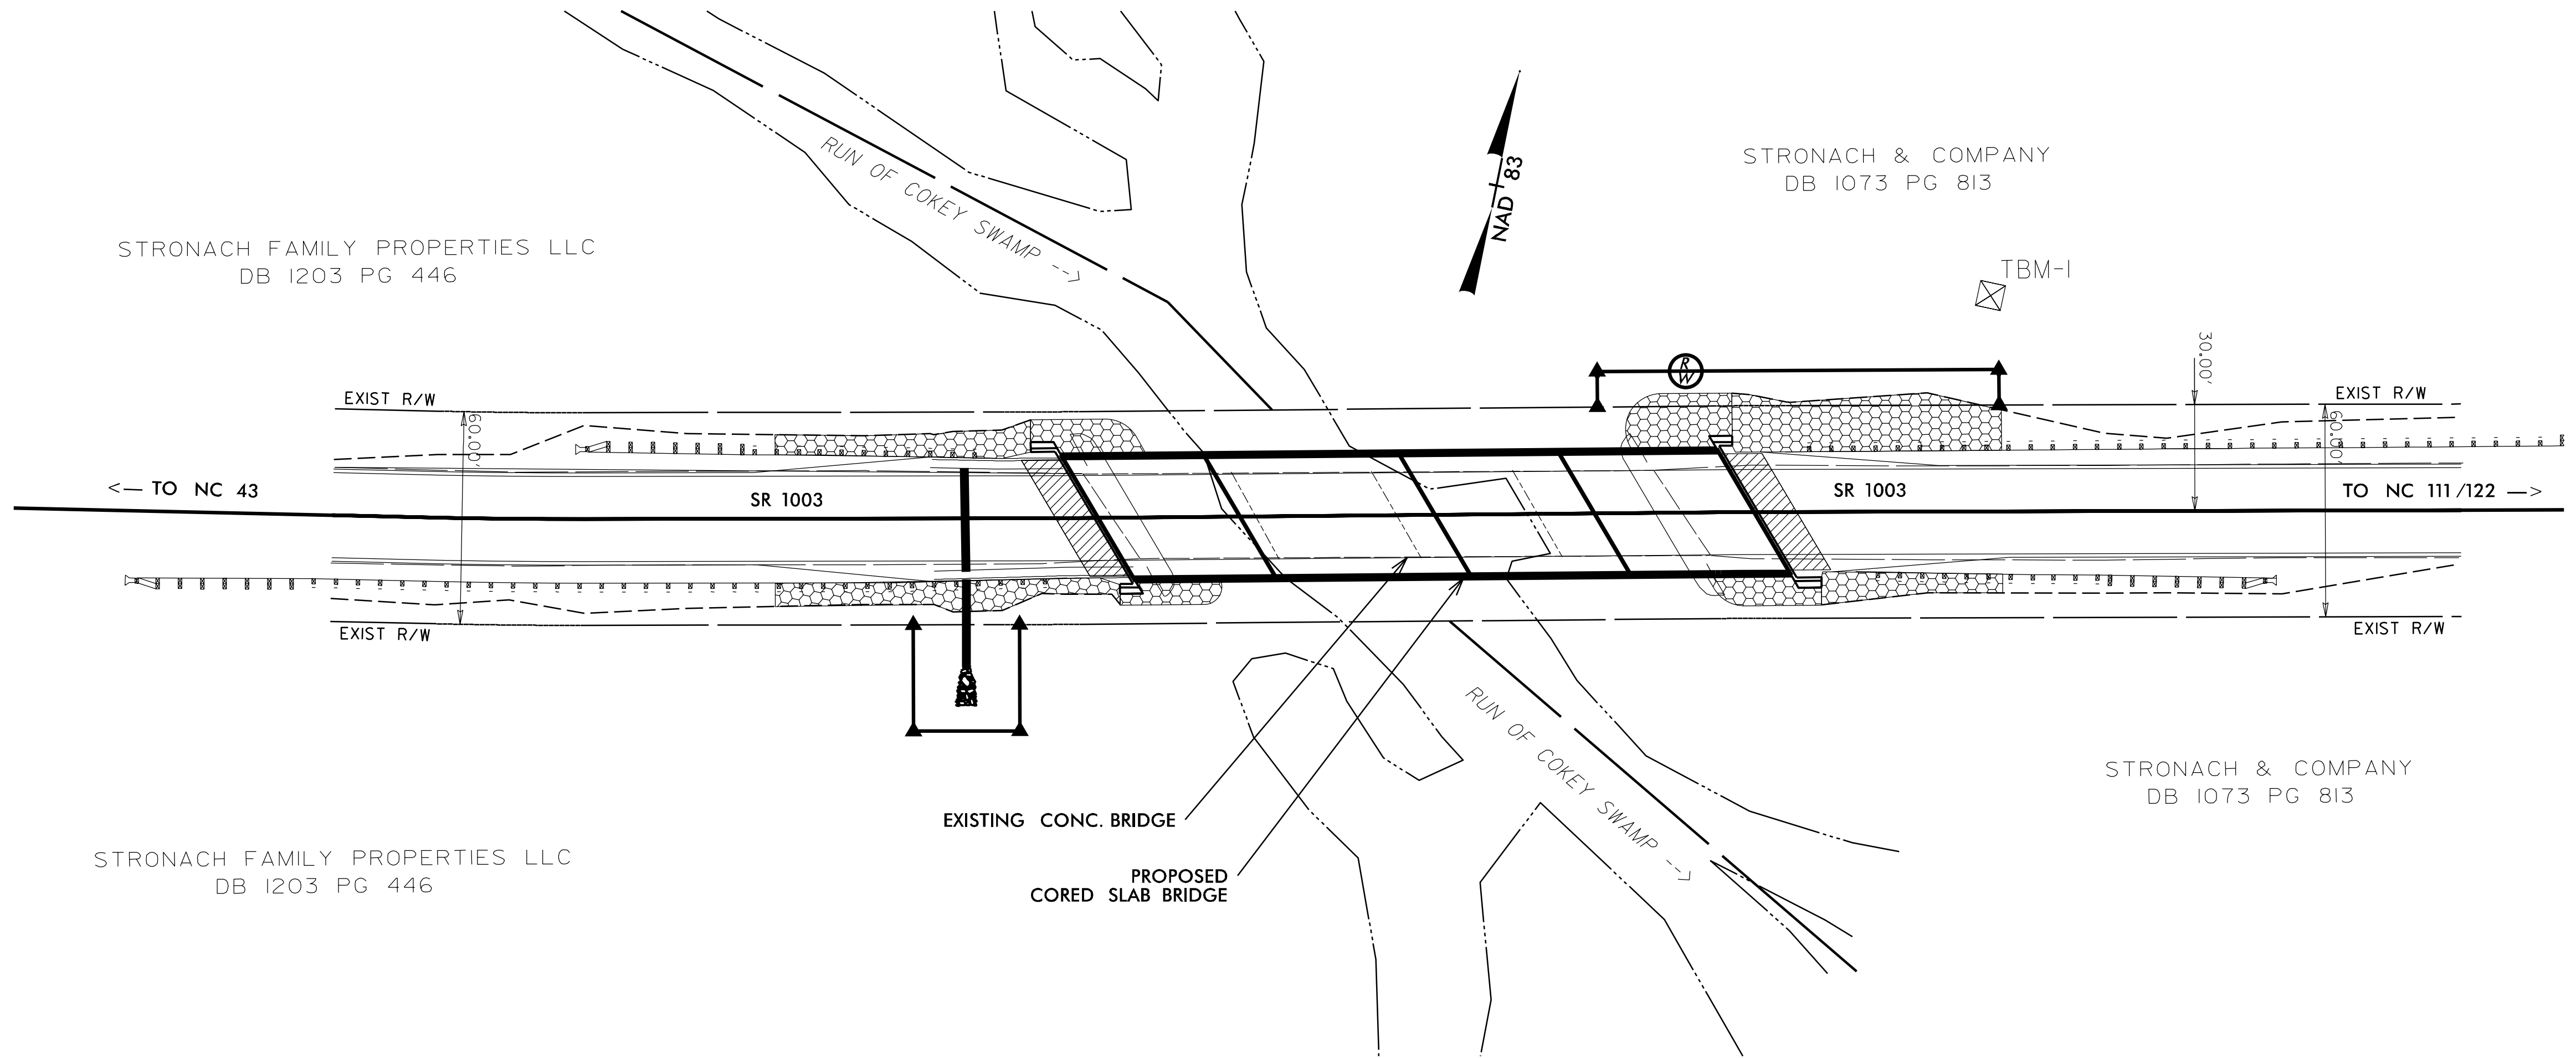 RUN OF COKEY SWAMP -->
STRONACH & COMPANY
DB 1073 PG 813
NAD 83
STRONACH FAMILY PROPERTIES LLC
DB 1203 PG 446
TBM-1
30.00'
R
W
EXIST R/W
EXIST R/W
60.00'
60.00'
<— TO NC 43
SR 1003
SR 1003
TO NC 111/122 —>
EXIST R/W
EXIST R/W
RUN OF COKEY SWAMP -->
STRONACH & COMPANY
DB 1073 PG 813
EXISTING CONC. BRIDGE
STRONACH FAMILY PROPERTIES LLC
DB 1203 PG 446
PROPOSED
CORED SLAB BRIDGE